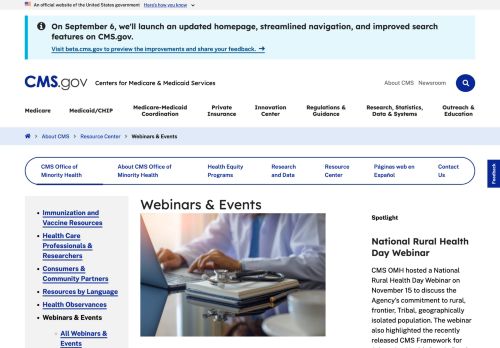 An official website of the United States government Here's how you know
On September 6, we'll launch an updated homepage, streamlined navigation, and improved search
features on CMS.gov.
Visit beta.cms.gov to preview the improvements and share your feedback.
CMS.gov Centers for Medicare & Medicaid Services
About CMS Newsroom
Medicare
Medicaid/CHIP
Medicare-Medicaid
Coordination
Private
Insurance
Innovation
Center
Regulations &
Guidance
Research, Statistics,
Data & Systems
Outreach &
Education
About CMS Resource Center Webinars & Events
CMS Office of
Minority Health
About CMS Office of
Minority Health
Health Equity
Programs
Research
and Data
Resource
Center
Páginas web en
Español
Contact
Us
Feedback
Immunization and
Vaccine Resources
Health Care
Professionals &
Researchers
Consumers &
Community Partners
Resources by Language
Health Observances
Webinars & Events
All Webinars &
Events
Webinars & Events
Spotlight
National Rural Health
Day Webinar
CMS OMH hosted a National
Rural Health Day Webinar on
November 15 to discuss the
Agency's commitment to rural,
frontier, Tribal, geographically
isolated population. The webinar
also highlighted the recently
released CMS Framework for